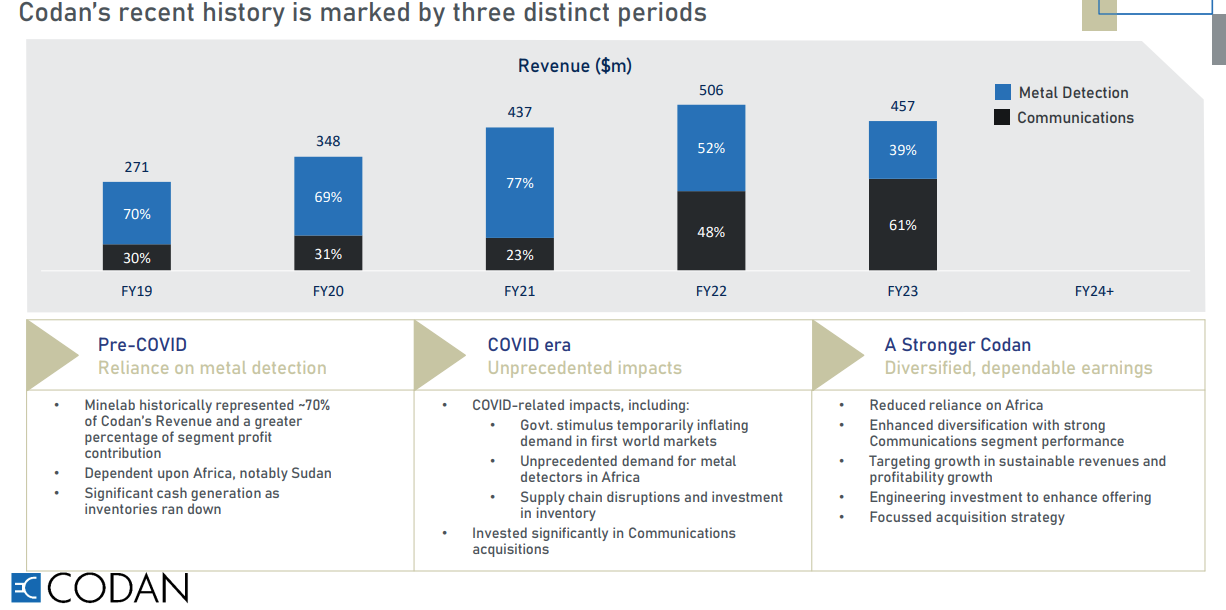 Codan's recent history is marked by three distinct periods
Revenue ($m)
Metal Detection
Communications
271
348
437
506
457
70%
69%
77%
52%
39%
30%
31%
23%
48%
61%
FY19
FY20
FY21
FY22
FY23
FY24+
Pre-COVID
Reliance on metal detection
• Minelab historically represented ~70%
of Codan's Revenue and a greater
percentage of segment profit
contribution
• Dependent upon Africa, notably Sudan
• Significant cash generation as
inventories ran down
COVID era
Unprecedented impacts
• COVID-related impacts, including:
• Govt. stimulus temporarily inflating
demand in first world markets
• Unprecedented demand for metal
detectors in Africa
• Supply chain disruptions and investment
in inventory
• Invested significantly in Communications
acquisitions
A Stronger Codan
Diversified, dependable earnings
• Reduced reliance on Africa
• Enhanced diversification with strong
Communications segment performance
• Targeting growth in sustainable revenues and
profitability growth
• Engineering investment to enhance offering
• Focussed acquisition strategy
CODAN